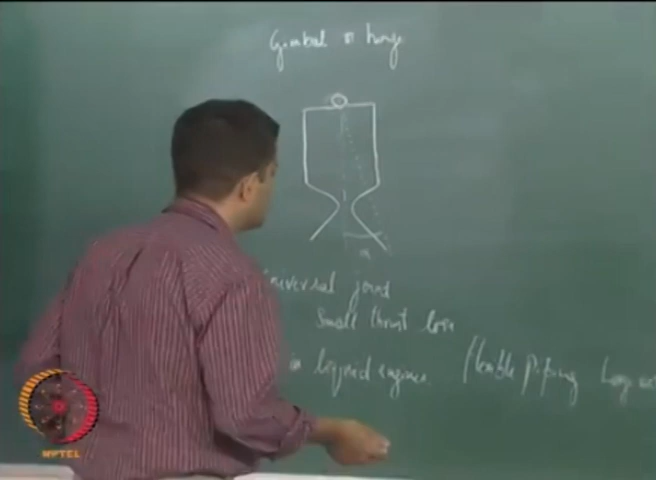 Gimbal or hinge
α
universal joint
Small thrust loss
in liquid engines flexible piping
NPTEL